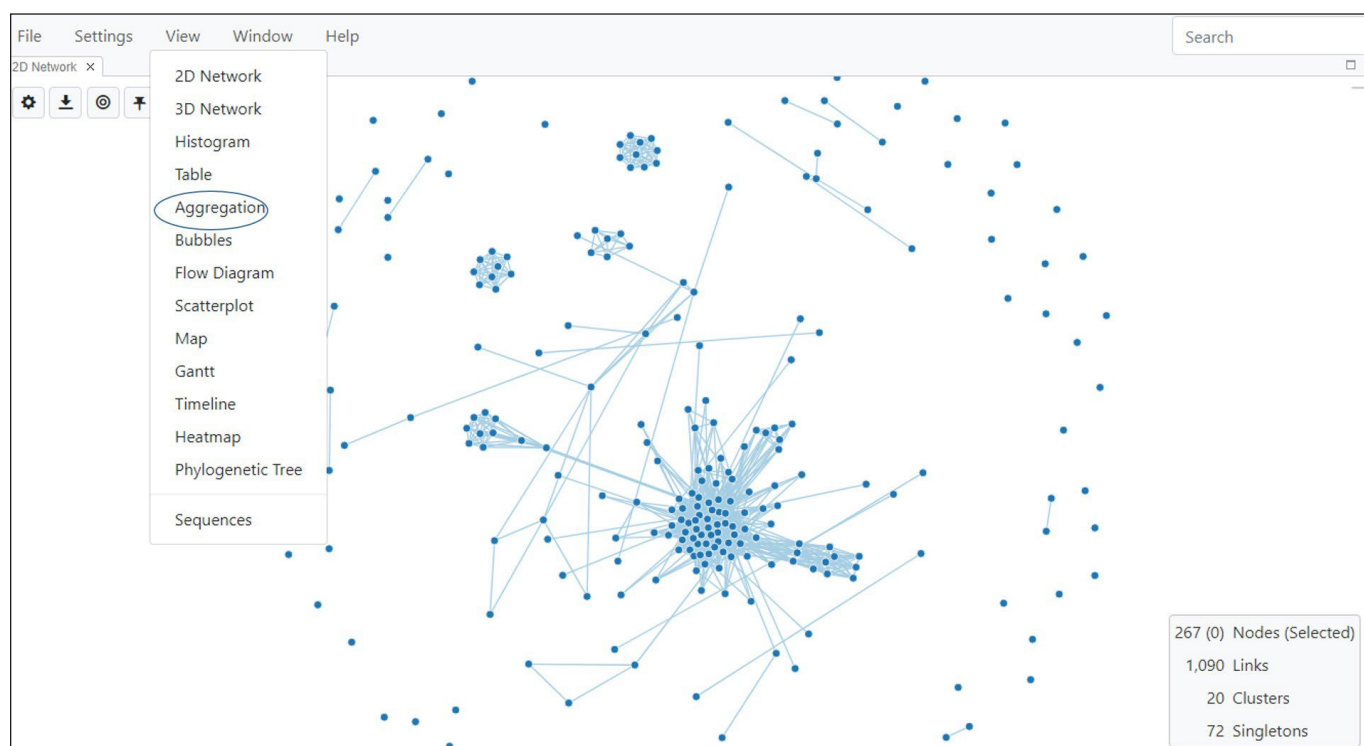 File Settings View Window Help Search
2D Network ×
2D Network
3D Network
Histogram
Table
Aggregation
Bubbles
Flow Diagram
Scatterplot
Map
Gantt
Timeline
Heatmap
Phylogenetic Tree
Sequences
267 (0) Nodes (Selected)
1,090 Links
20 Clusters
72 Singletons